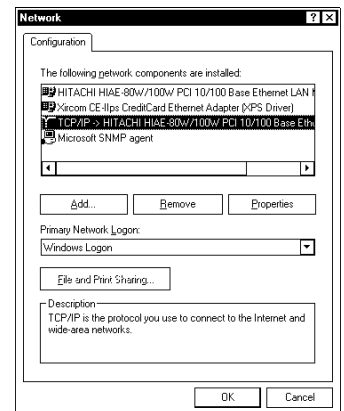 Network
Configuration
The following network components are installed:
HITACHI HIAE-80W/100W PCI 10/100 Base Ethernet LAN
Xircom CE-IIps CreditCard Ethernet Adapter (XPS Driver)
TCP/IP -> HITACHI HIAE-80W/100W PCI 10/100 Base Eth
Microsoft SNMP agent
Add...
Remove
Properties
Primary Network Logon:
Windows Logon
File and Print Sharing...
Description
TCP/IP is the protocol you use to connect to the Internet and
wide-area networks.
OK
Cancel